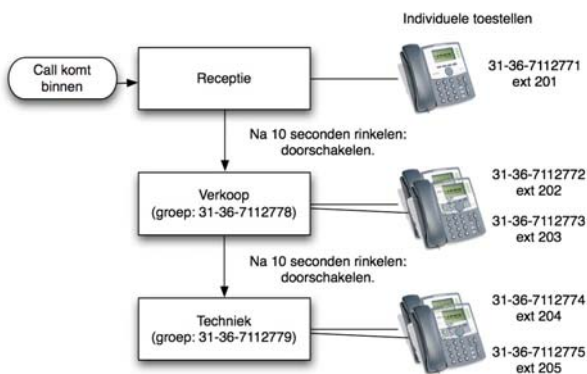 Individuele toestellen
Call komt
binnen
Receptie
31-36-7112771
ext 201
Na 10 seconden rinkelen:
doorschakelen.
Verkoop
(groep: 31-36-7112778)
31-36-7112772
ext 202
31-36-7112773
ext 203
Na 10 seconden rinkelen:
doorschakelen.
Techniek
(groep: 31-36-7112779)
31-36-7112774
ext 204
31-36-7112775
ext 205